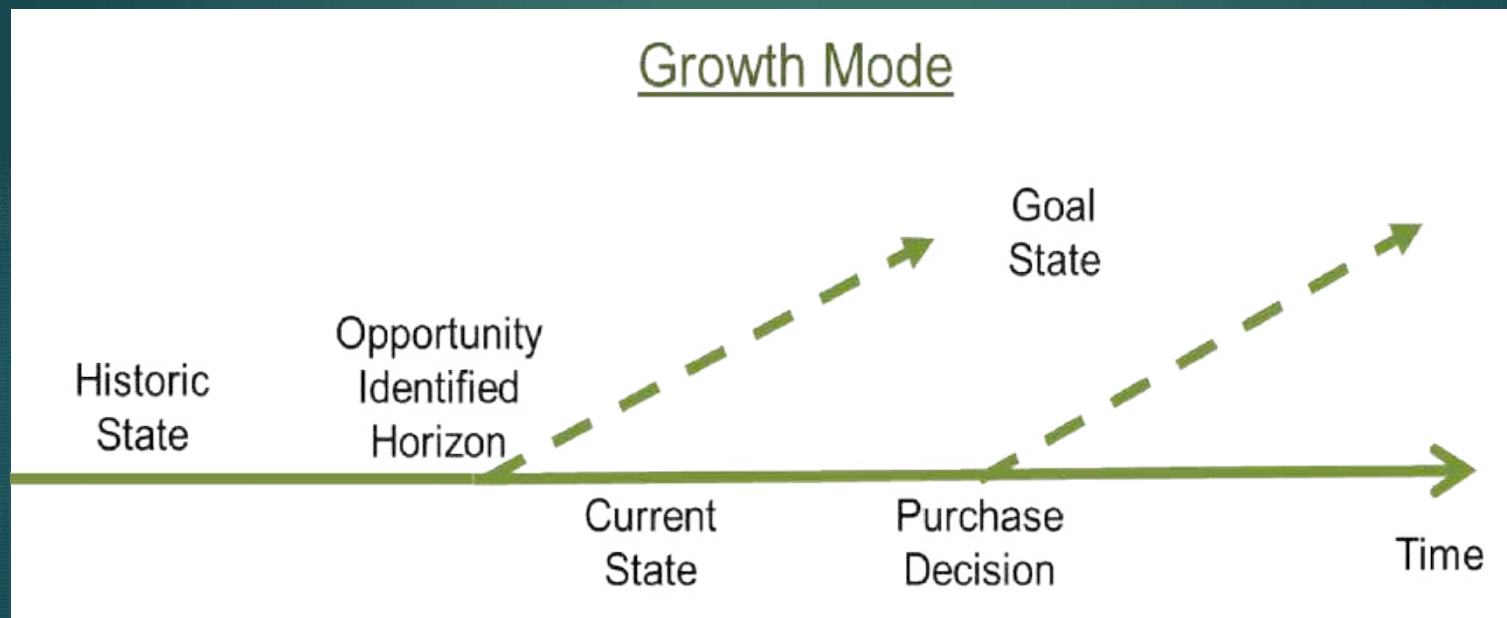 Growth Mode
Goal
State
Opportunity
Identified
Horizon
Historic
State
Current
State
Purchase
Decision
Time